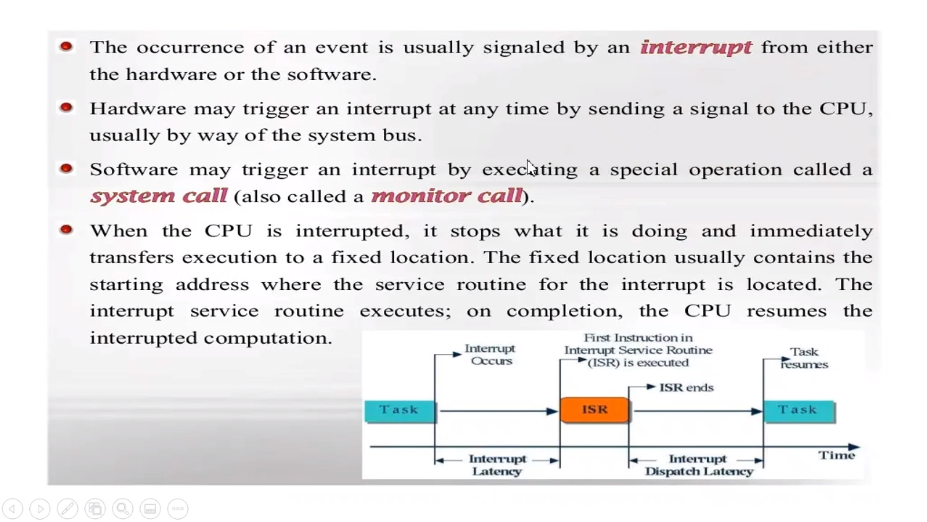 The occurrence of an event is usually signaled by an interrupt from either
the hardware or the software.
Hardware may trigger an interrupt at any time by sending a signal to the CPU,
usually by way of the system bus.
Software may trigger an interrupt by executing a special operation called a
system call (also called a monitor call).
When the CPU is interrupted, it stops what it is doing and immediately
transfers execution to a fixed location. The fixed location usually contains the
starting address where the service routine for the interrupt is located. The
interrupt service routine executes; on completion, the CPU resumes the
interrupted computation.
Interrupt
Occurs
First Instruction in
Interrupt Service Routine
(ISR) is executed
Task
resumes
ISR ends
Task
ISR
Task
Time
Interrupt
Latency
Interrupt
Dispatch Latency